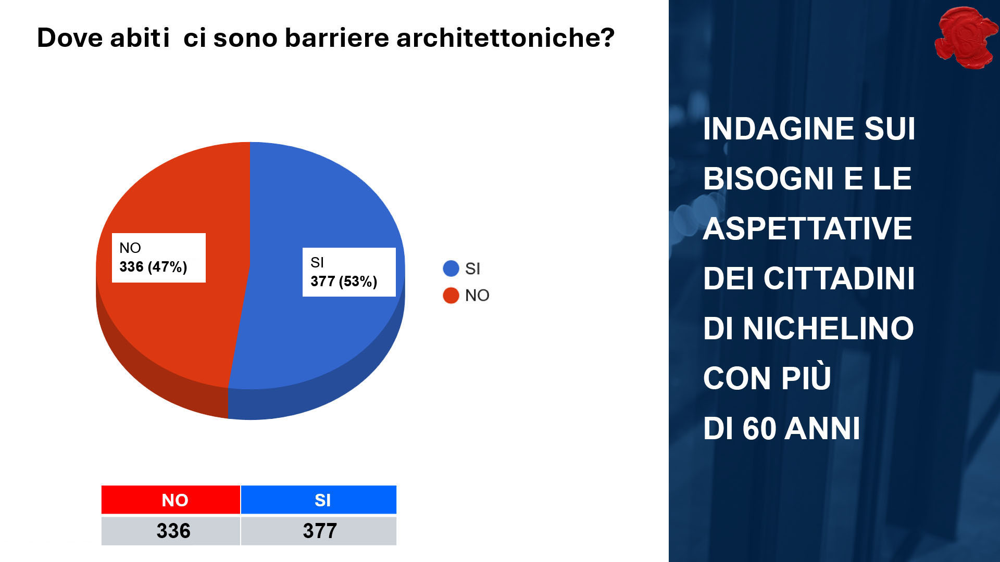 Dove abiti  ci sono barriere architettoniche?
NO
336 (47%)
SI
377 (53%)
SI
NO
NO SI
336 377
INDAGINE SUI
BISOGNI E LE
ASPETTATIVE
DEI CITTADINI
DI NICHELINO
CON PIÙ
DI 60 ANNI